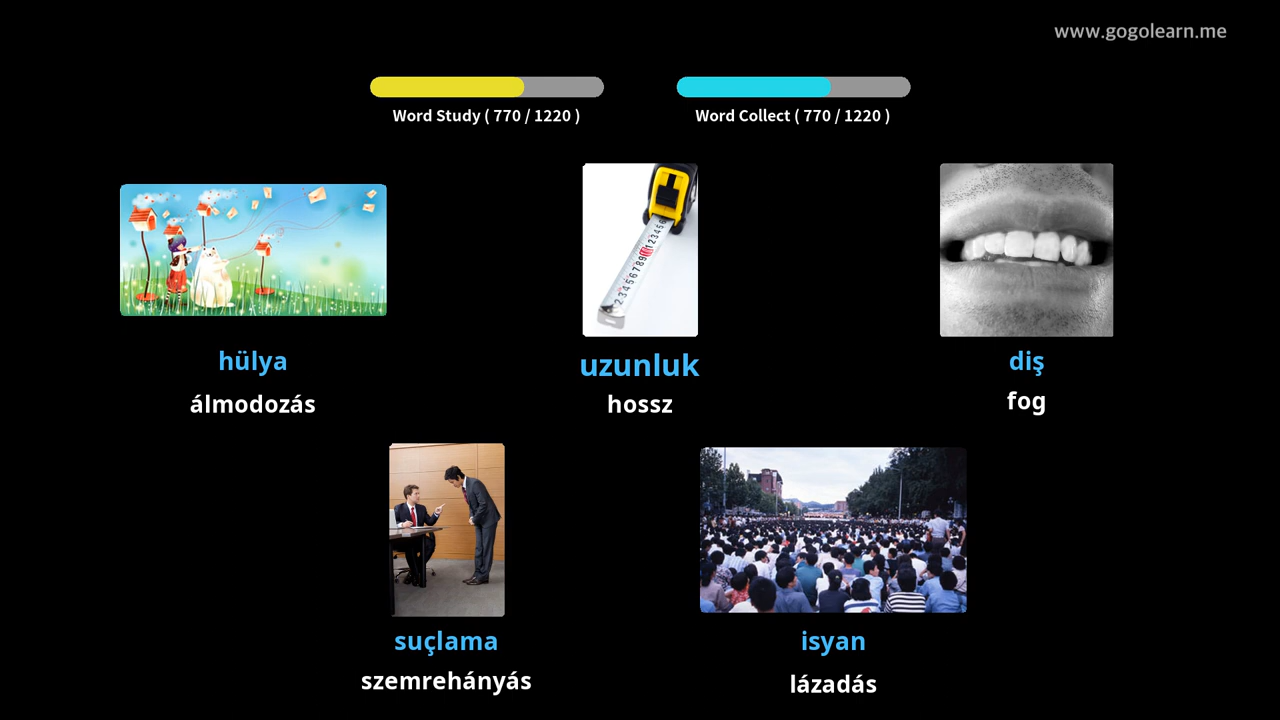 www.gogolearn.me
Word Study ( 770 / 1220 )
Word Collect ( 770 / 1220 )
hülya
álmodozás
uzunluk
hossz
diş
fog
suçlama
szemrehányás
isyan
lázadás